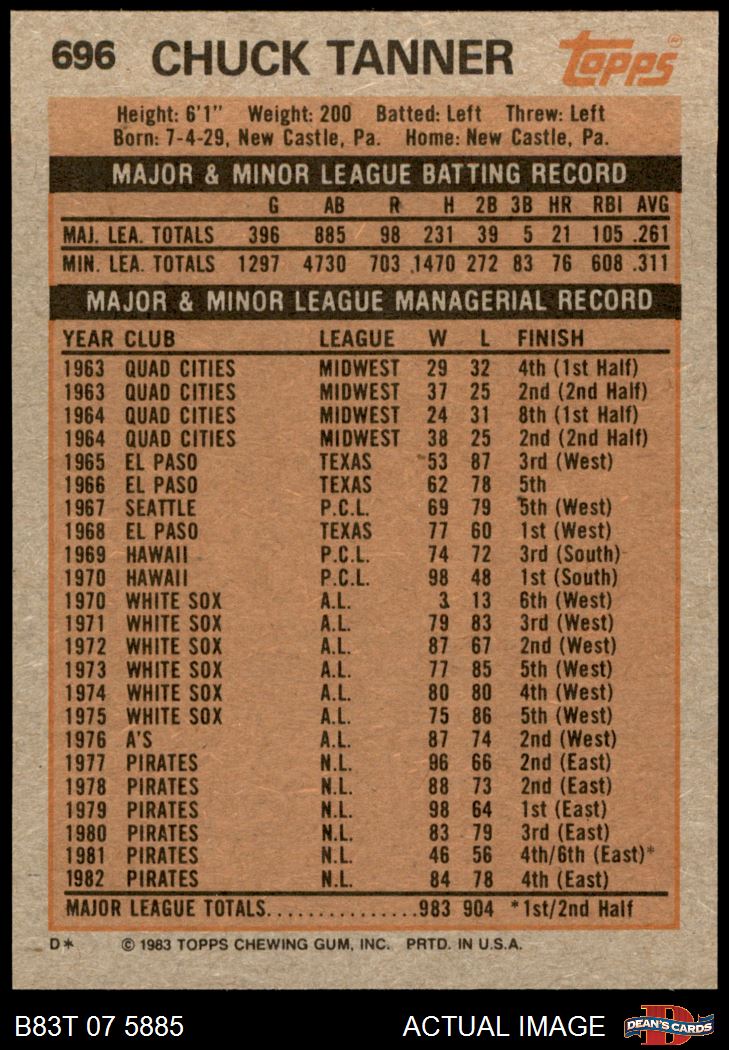 696 CHUCK TANNER Topps®
Height: 6'1" Weight: 200 Batted: Left Threw: Left
Born: 7-4-29, New Castle, Pa. Home: New Castle, Pa.
MAJOR & MINOR LEAGUE BATTING RECORD
G AB R H 2B 3B HR RBI AVG
MAJ. LEA. TOTALS 396 885 98 231 39 5 21 105 .261
MIN. LEA. TOTALS 1297 4730 703 1470 272 83 76 608 .311
MAJOR & MINOR LEAGUE MANAGERIAL RECORD
YEAR CLUB LEAGUE W L FINISH
1963 QUAD CITIES MIDWEST 29 32 4th (1st Half)
1963 QUAD CITIES MIDWEST 37 25 2nd (2nd Half)
1964 QUAD CITIES MIDWEST 24 31 8th (1st Half)
1964 QUAD CITIES MIDWEST 38 25 2nd (2nd Half)
1965 EL PASO TEXAS 53 87 3rd (West)
1966 EL PASO TEXAS 62 78 5th
1967 SEATTLE P.C.L. 69 79 5th (West)
1968 EL PASO TEXAS 77 60 1st (West)
1969 HAWAII P.C.L. 74 72 3rd (South)
1970 HAWAII P.C.L. 98 48 1st (South)
1970 WHITE SOX A.L. 3 13 6th (West)
1971 WHITE SOX A.L. 79 83 3rd (West)
1972 WHITE SOX A.L. 87 67 2nd (West)
1973 WHITE SOX A.L. 77 85 5th (West)
1974 WHITE SOX A.L. 80 80 4th (West)
1975 WHITE SOX A.L. 75 86 5th (West)
1976 A'S A.L. 87 74 2nd (West)
1977 PIRATES N.L. 96 66 2nd (East)
1978 PIRATES N.L. 88 73 2nd (East)
1979 PIRATES N.L. 98 64 1st (East)
1980 PIRATES N.L. 83 79 3rd (East)
1981 PIRATES N.L. 46 56 4th/6th (East)*
1982 PIRATES N.L. 84 78 4th (East)
MAJOR LEAGUE TOTALS...............983 904 *1st/2nd Half
D* © 1983 TOPPS CHEWING GUM, INC. PRTD. IN U.S.A.
B83T 07 5885 ACTUAL IMAGE D DEAN'S CARDS